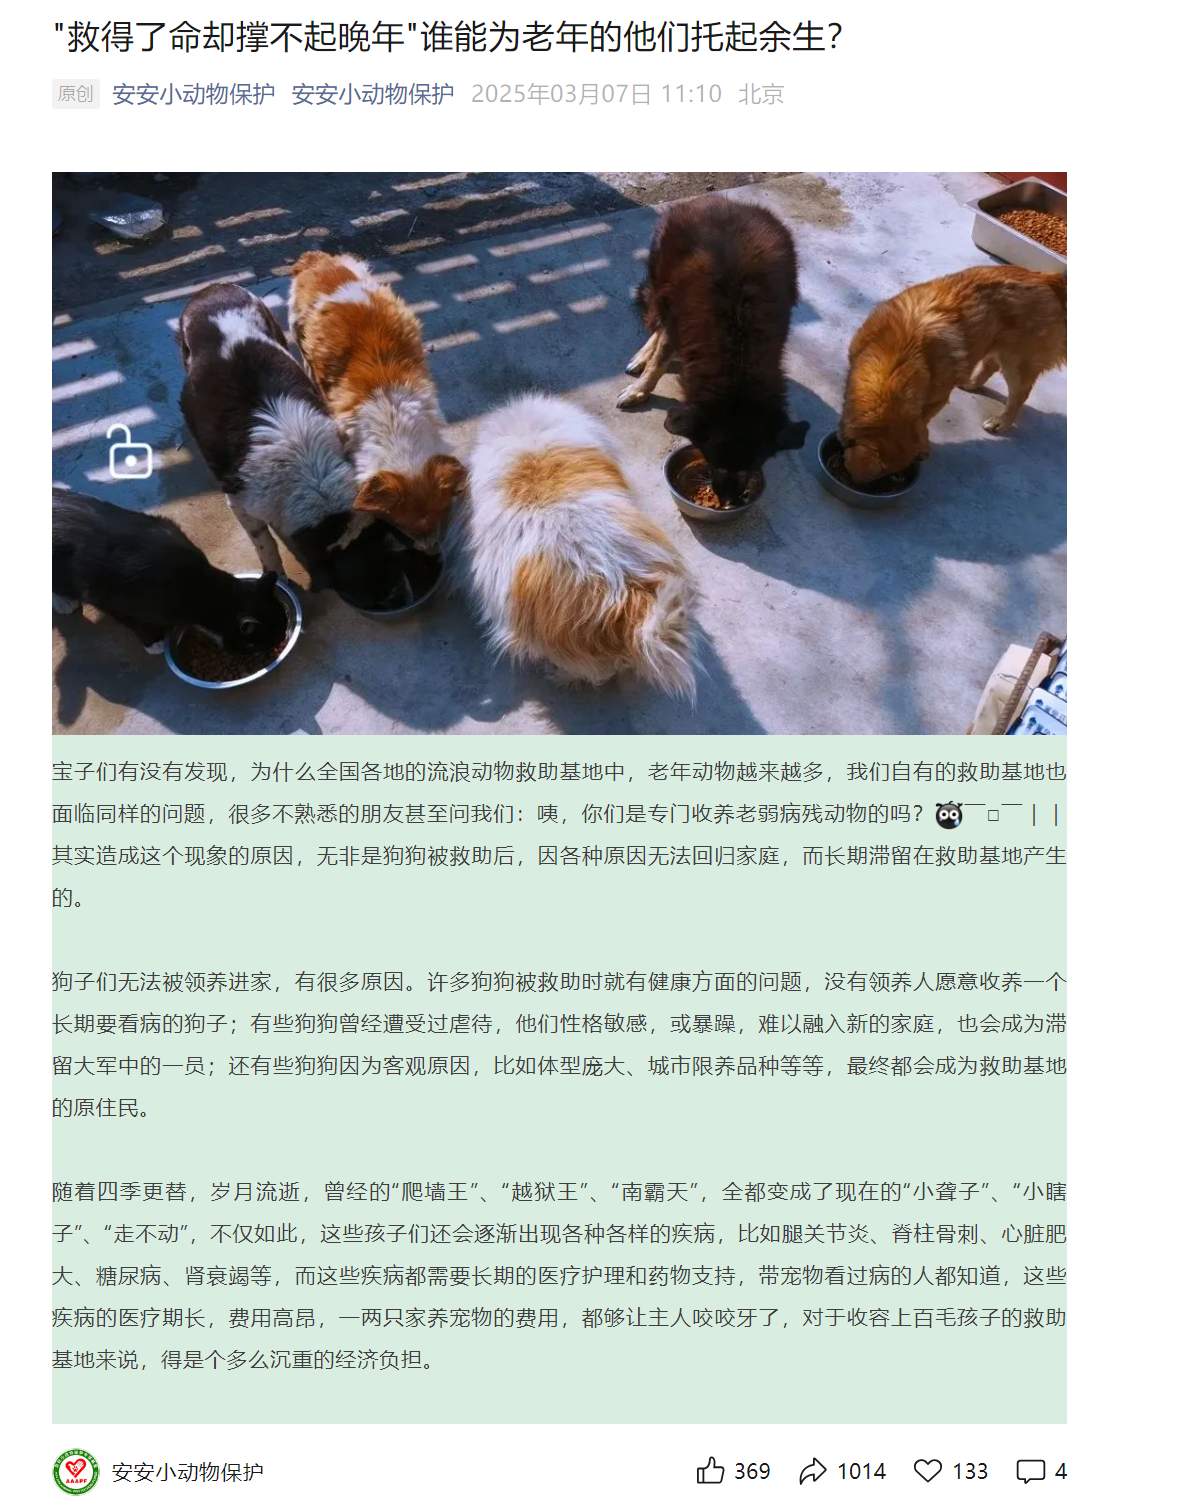 "救得了命却撑不起晚年"谁能为老年的他们托起余生?
原创 安安小动物保护 安安小动物保护 2025年03月07日 11:10 北京
宝子们有没有发现，为什么全国各地的流浪动物救助基地中，老年动物越来越多，我们自有的救助基地也
面临同样的问题，很多不熟悉的朋友甚至问我们：咦，你们是专门收养老弱病残动物的吗？￣□￣｜｜
其实造成这个现象的原因，无非是狗狗被救助后，因各种原因无法回归家庭，而长期滞留在救助基地产生
的。
狗子们无法被领养进家，有很多原因。许多狗狗被救助时就有健康方面的问题，没有领养人愿意收养一个
长期要看病的狗子；有些狗狗曾经遭受过虐待，他们性格敏感，或暴躁，难以融入新的家庭，也会成为滞
留大军中的一员；还有些狗狗因为客观原因，比如体型庞大、城市限养品种等等，最终都会成为救助基地
的原住民。
随着四季更替，岁月流逝，曾经的“爬墙王”、“越狱王”、“南霸天”，全都变成了现在的“小聋子”、“小瞎
子”、“走不动”，不仅如此，这些孩子们还会逐渐出现各种各样的疾病，比如腿关节炎、脊柱骨刺、心脏肥
大、糖尿病、肾衰竭等，而这些疾病都需要长期的医疗护理和药物支持，带宠物看过病的人都知道，这些
疾病的医疗期长，费用高昂，一两只家养宠物的费用，都够让主人咬咬牙了，对于收容上百毛孩子的救助
基地来说，得是个多么沉重的经济负担。
AAAPF
安安小动物保护 369 1014 133 4